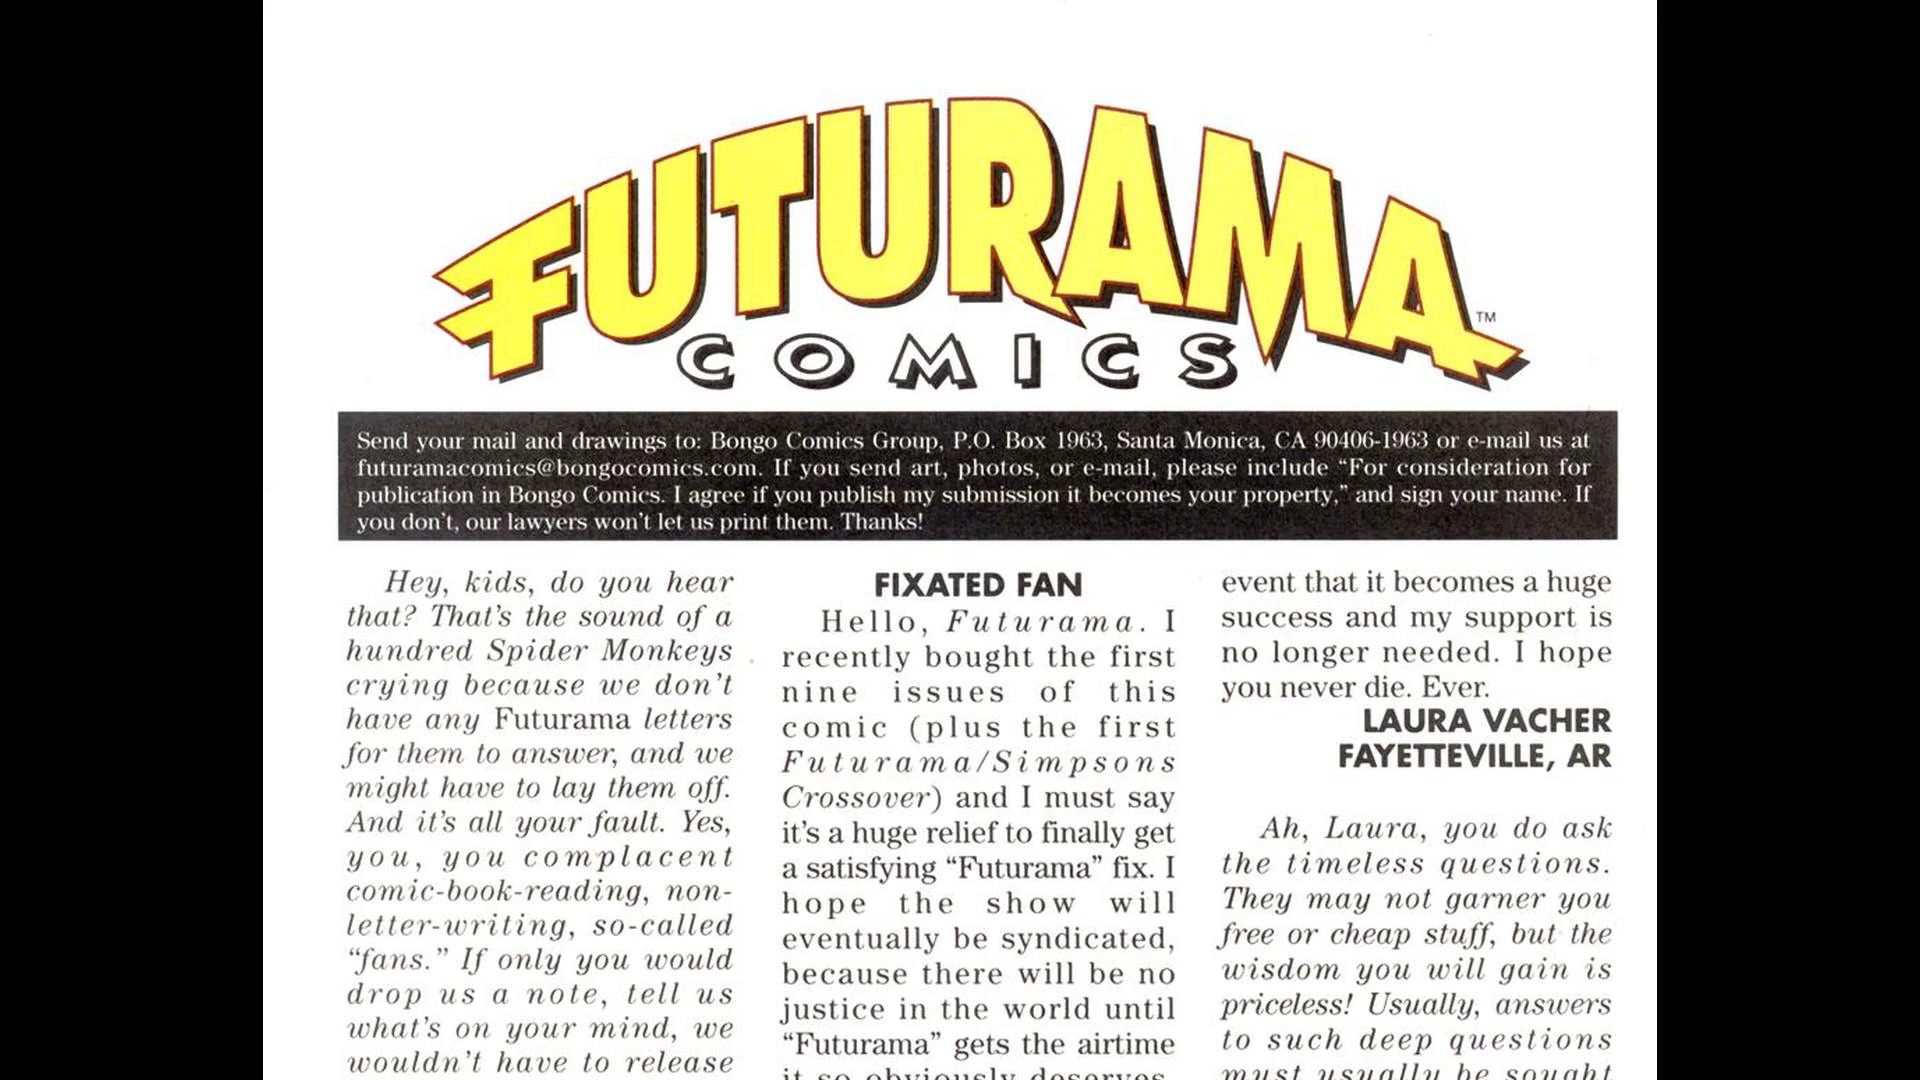 FUTURAMA
TM
COMICS
Send your mail and drawings to: Bongo Comics Group, P.O. Box 1963, Santa Monica, CA 90406-1963 or e-mail us at
futuramacomics@bongocomics.com. If you send art, photos, or e-mail, please include “For consideration for
publication in Bongo Comics. I agree if you publish my submission it becomes your property,” and sign your name. If
you don’t, our lawyers won’t let us print them. Thanks!
Hey, kids, do you hear
that? That’s the sound of a
hundred Spider Monkeys
crying because we don’t
have any Futurama letters
for them to answer, and we
might have to lay them off.
And it’s all your fault. Yes,
you, you complacent
comic-book-reading, non-
letter-writing, so-called
“fans.” If only you would
drop us a note, tell us
what’s on your mind, we
wouldn’t have to release
FIXATED FAN
Hello, Futurama. I
recently bought the first
nine issues of this
comic (plus the first
Futurama/Simpsons
Crossover) and I must say
it’s a huge relief to finally get
a satisfying “Futurama” fix. I
hope the show will
eventually be syndicated,
because there will be no
justice in the world until
“Futurama” gets the airtime
it so obviously deserves.
event that it becomes a huge
success and my support is
no longer needed. I hope
you never die. Ever.
LAURA VACHER
FAYETTEVILLE, AR
Ah, Laura, you do ask
the timeless questions.
They may not garner you
free or cheap stuff, but the
wisdom you will gain is
priceless! Usually, answers
to such deep questions
must usually be sought